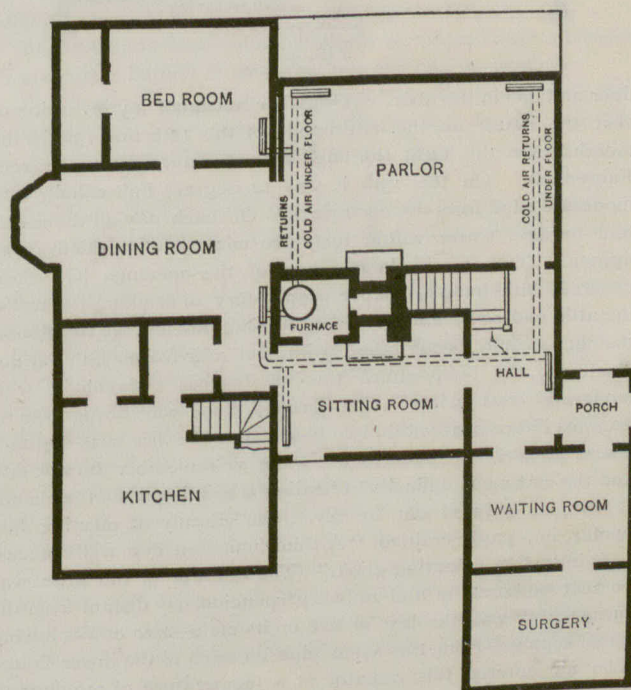 BED ROOM
PARLOR
RETURNS
COLD AIR UNDER FLOOR
COLD AIR RETURNS
UNDER FLOOR
DINING ROOM
FURNACE
HALL
SITTING ROOM
PORCH
KITCHEN
WAITING ROOM
SURGERY